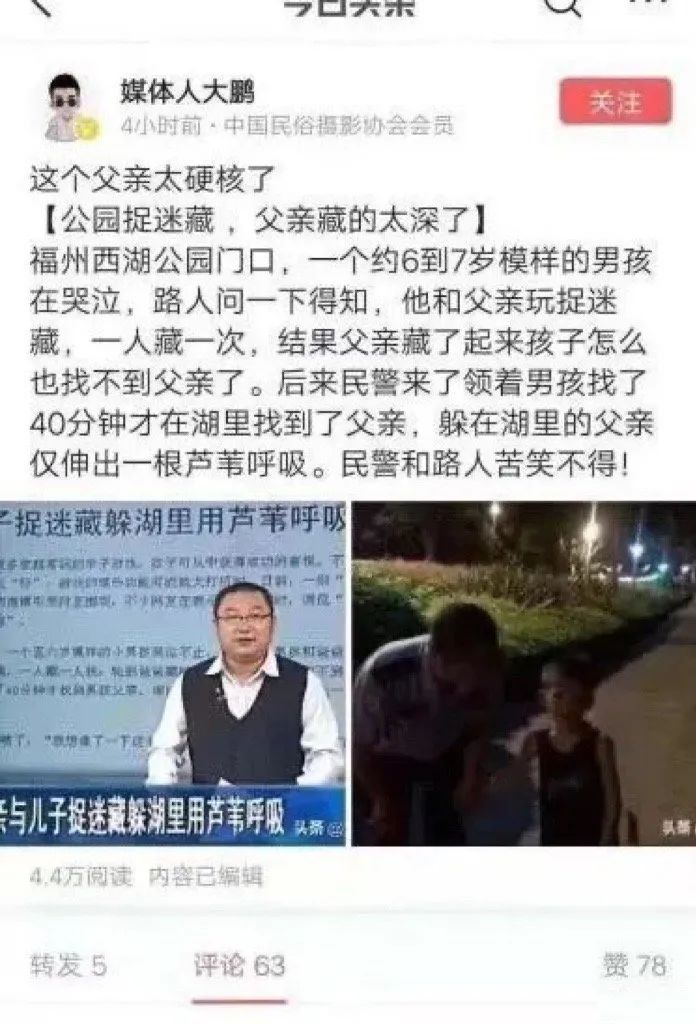 今日头条
媒体人大鹏
4小时前·中国民俗摄影协会会员
关注
这个父亲太硬核了
【公园捉迷藏，父亲藏的太深了】
福州西湖公园门口，一个约6到7岁模样的男孩
在哭泣，路人问一下得知，他和父亲玩捉迷
藏，一人藏一次，结果父亲藏了起来孩子怎么
也找不到父亲了。后来民警来了领着男孩找了
40分钟才在湖里找到了父亲，躲在湖里的父亲
仅伸出一根芦苇呼吸。民警和路人苦笑不得！
子捉迷藏躲湖里用芦苇呼吸
亲与儿子捉迷藏躲湖里用芦苇呼吸
头条@
头条@
4.4万阅读 内容已编辑
转发 5
评论 63
赞 78